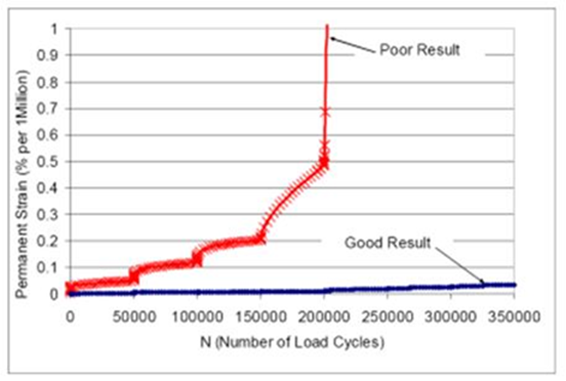 1
0.9
0.8
0.7
0.6
0.5
0.4
0.3
0.2
0.1
0
Permanent Strain (% per 1Million)
Poor Result
Good Result
0 50000 100000 150000 200000 250000 300000 350000
N (Number of Load Cycles)